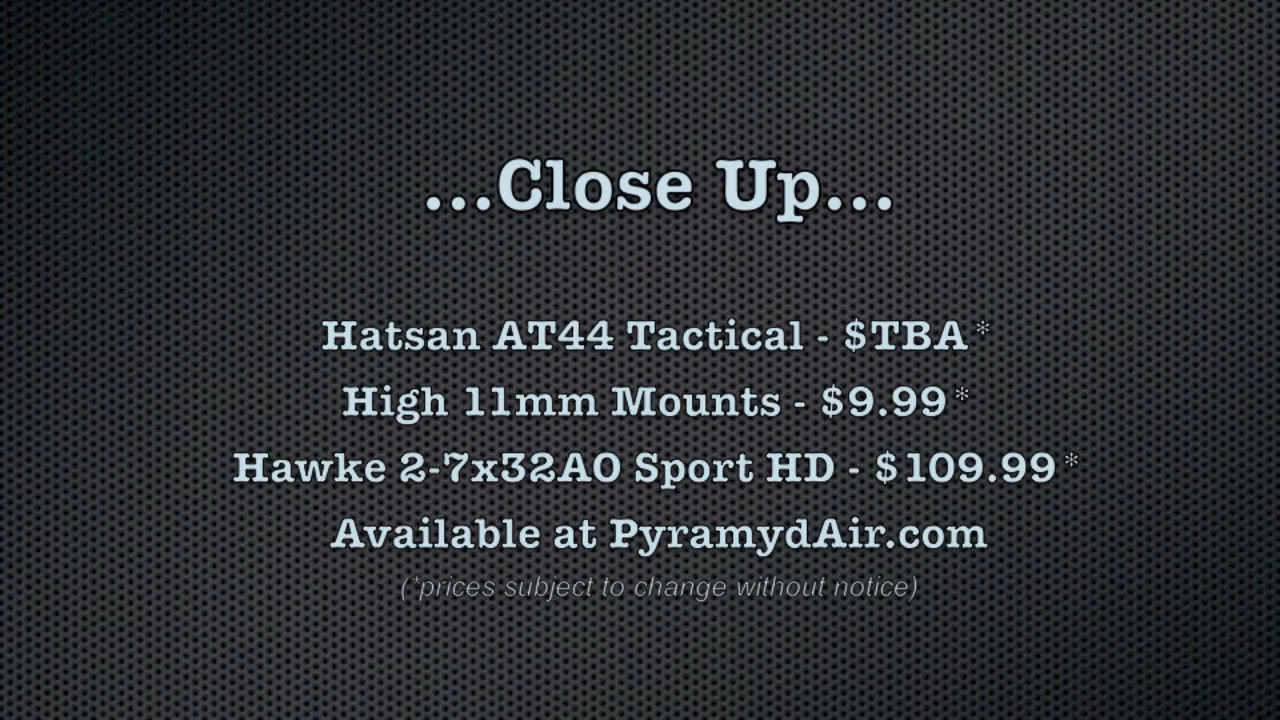 ...Close Up...
Hatsan AT44 Tactical - $TBA*
High 11mm Mounts - $9.99*
Hawke 2-7x32AO Sport HD - $109.99*
Available at PyramydAir.com
(*prices subject to change without notice)